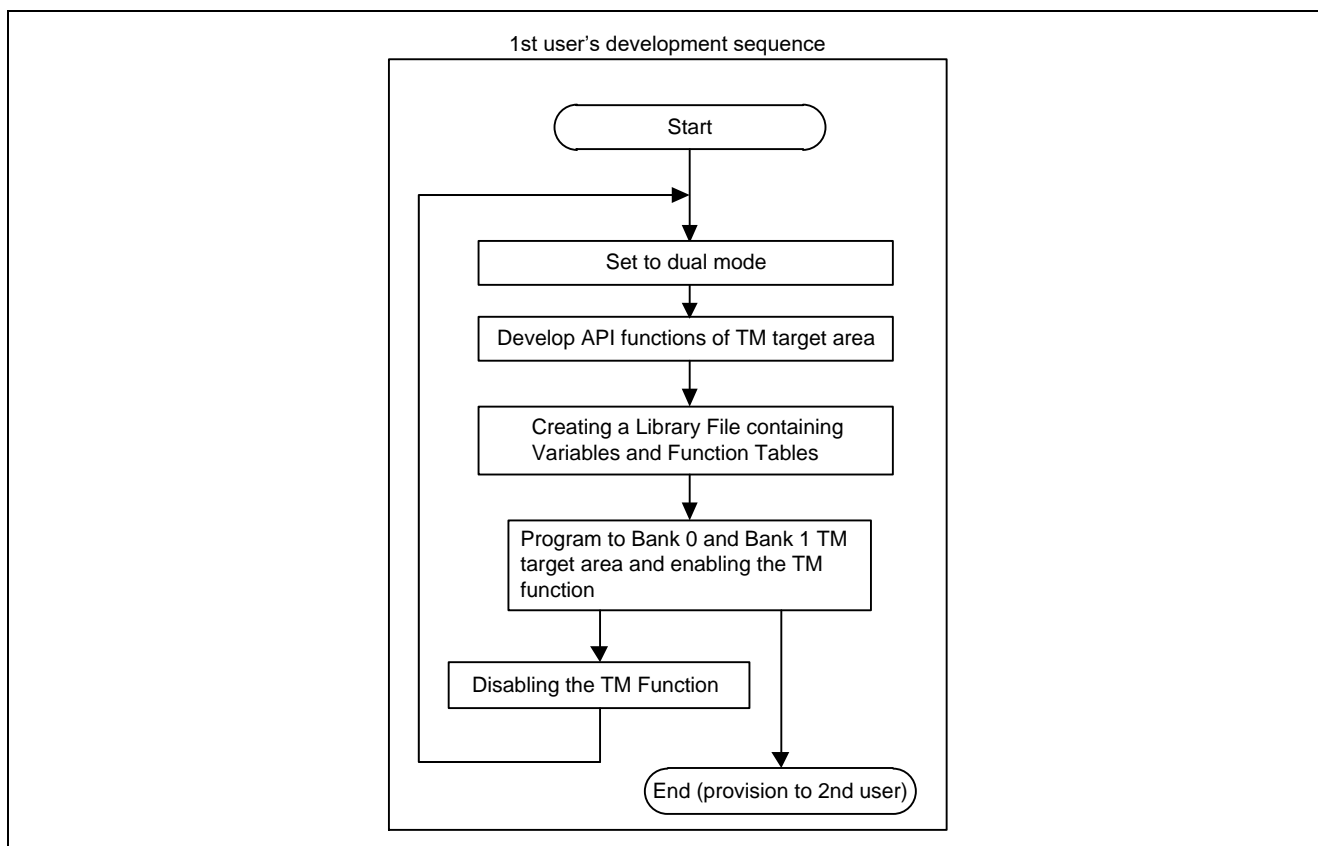 1st user’s development sequence
Start
Set to dual mode
Develop API functions of TM target area
Creating a Library File containing
Variables and Function Tables
Program to Bank 0 and Bank 1 TM
target area and enabling the TM
function
Disabling the TM Function
End (provision to 2nd user)